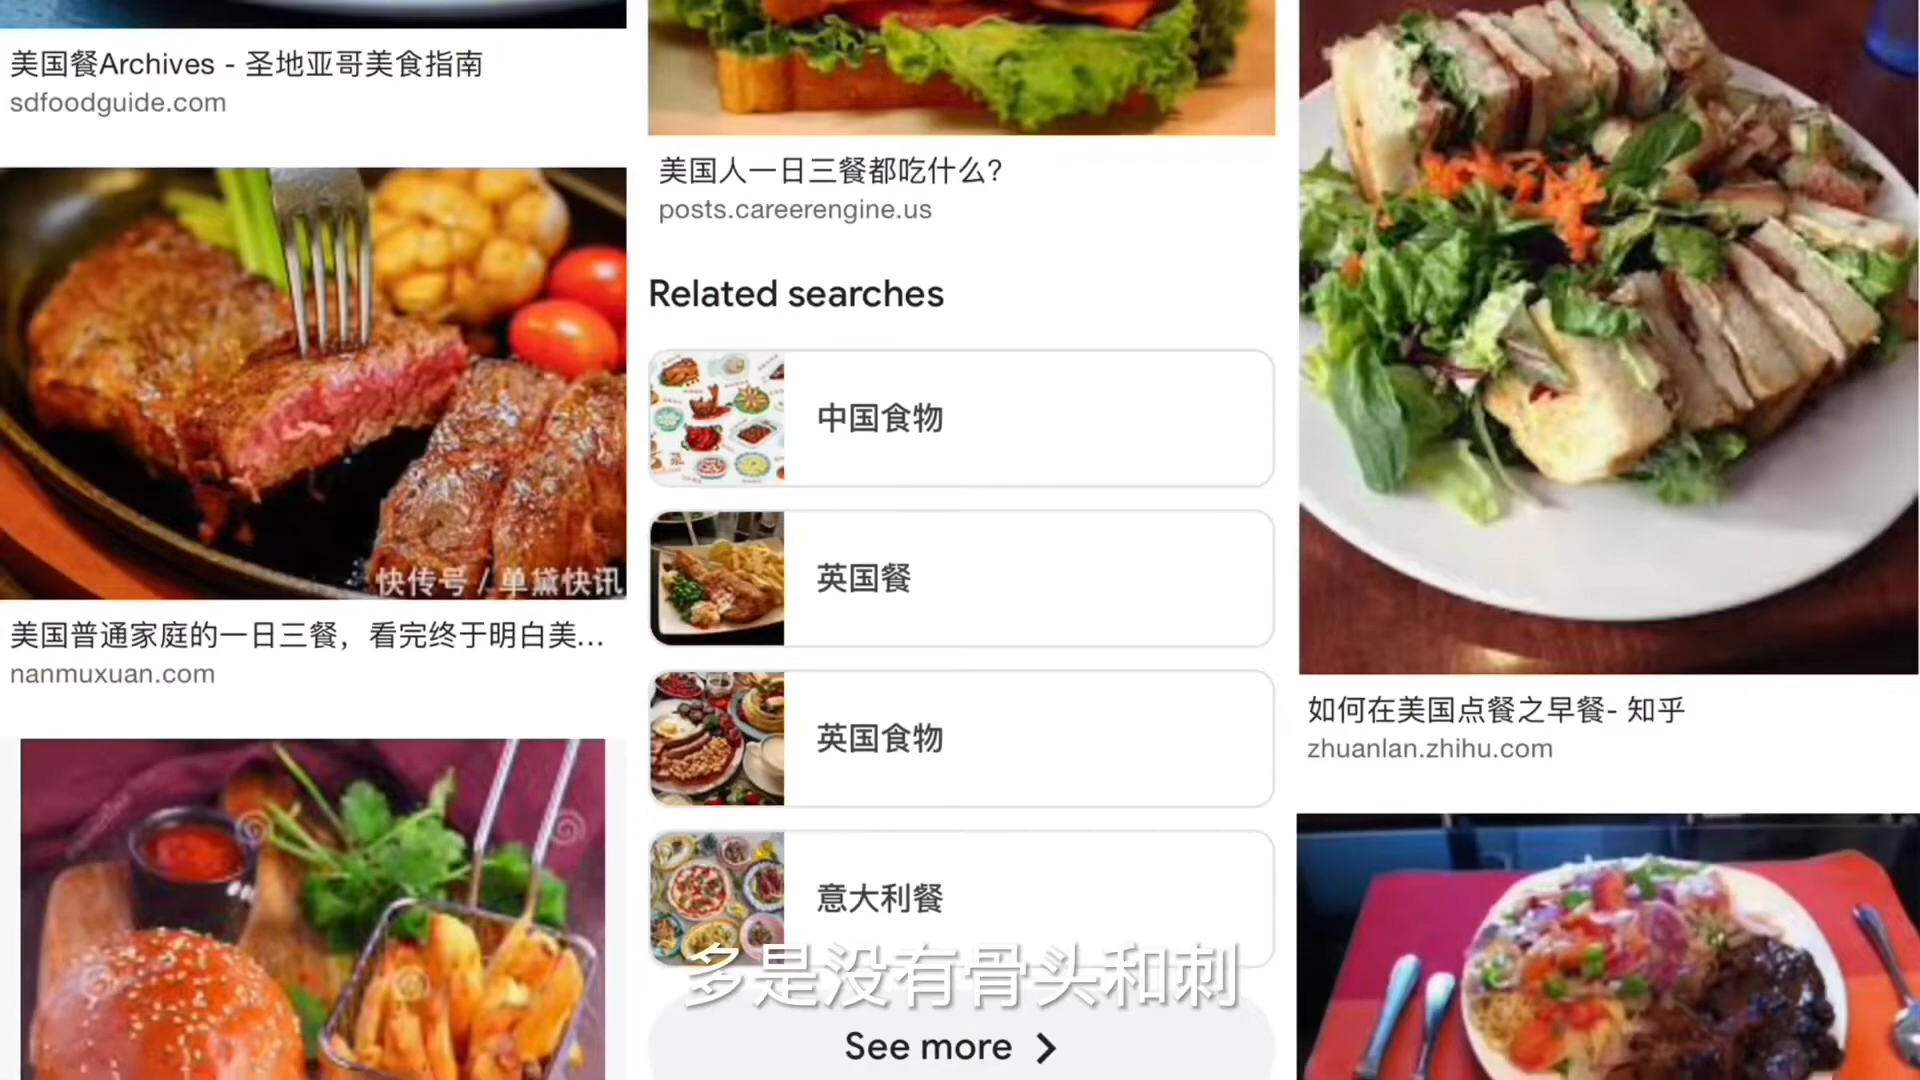 美国餐Archives - 圣地亚哥美食指南
sdfoodguide.com
快传号 / 单黛快讯
美国普通家庭的一日三餐，看完终于明白美...
nanmuxuan.com
美国人一日三餐都吃什么？
posts.careerengine.us
Related searches
中国食物
英国餐
英国食物
意大利餐
多是没有骨头和刺
See more
如何在美国点餐之早餐- 知乎
zhuanlan.zhihu.com